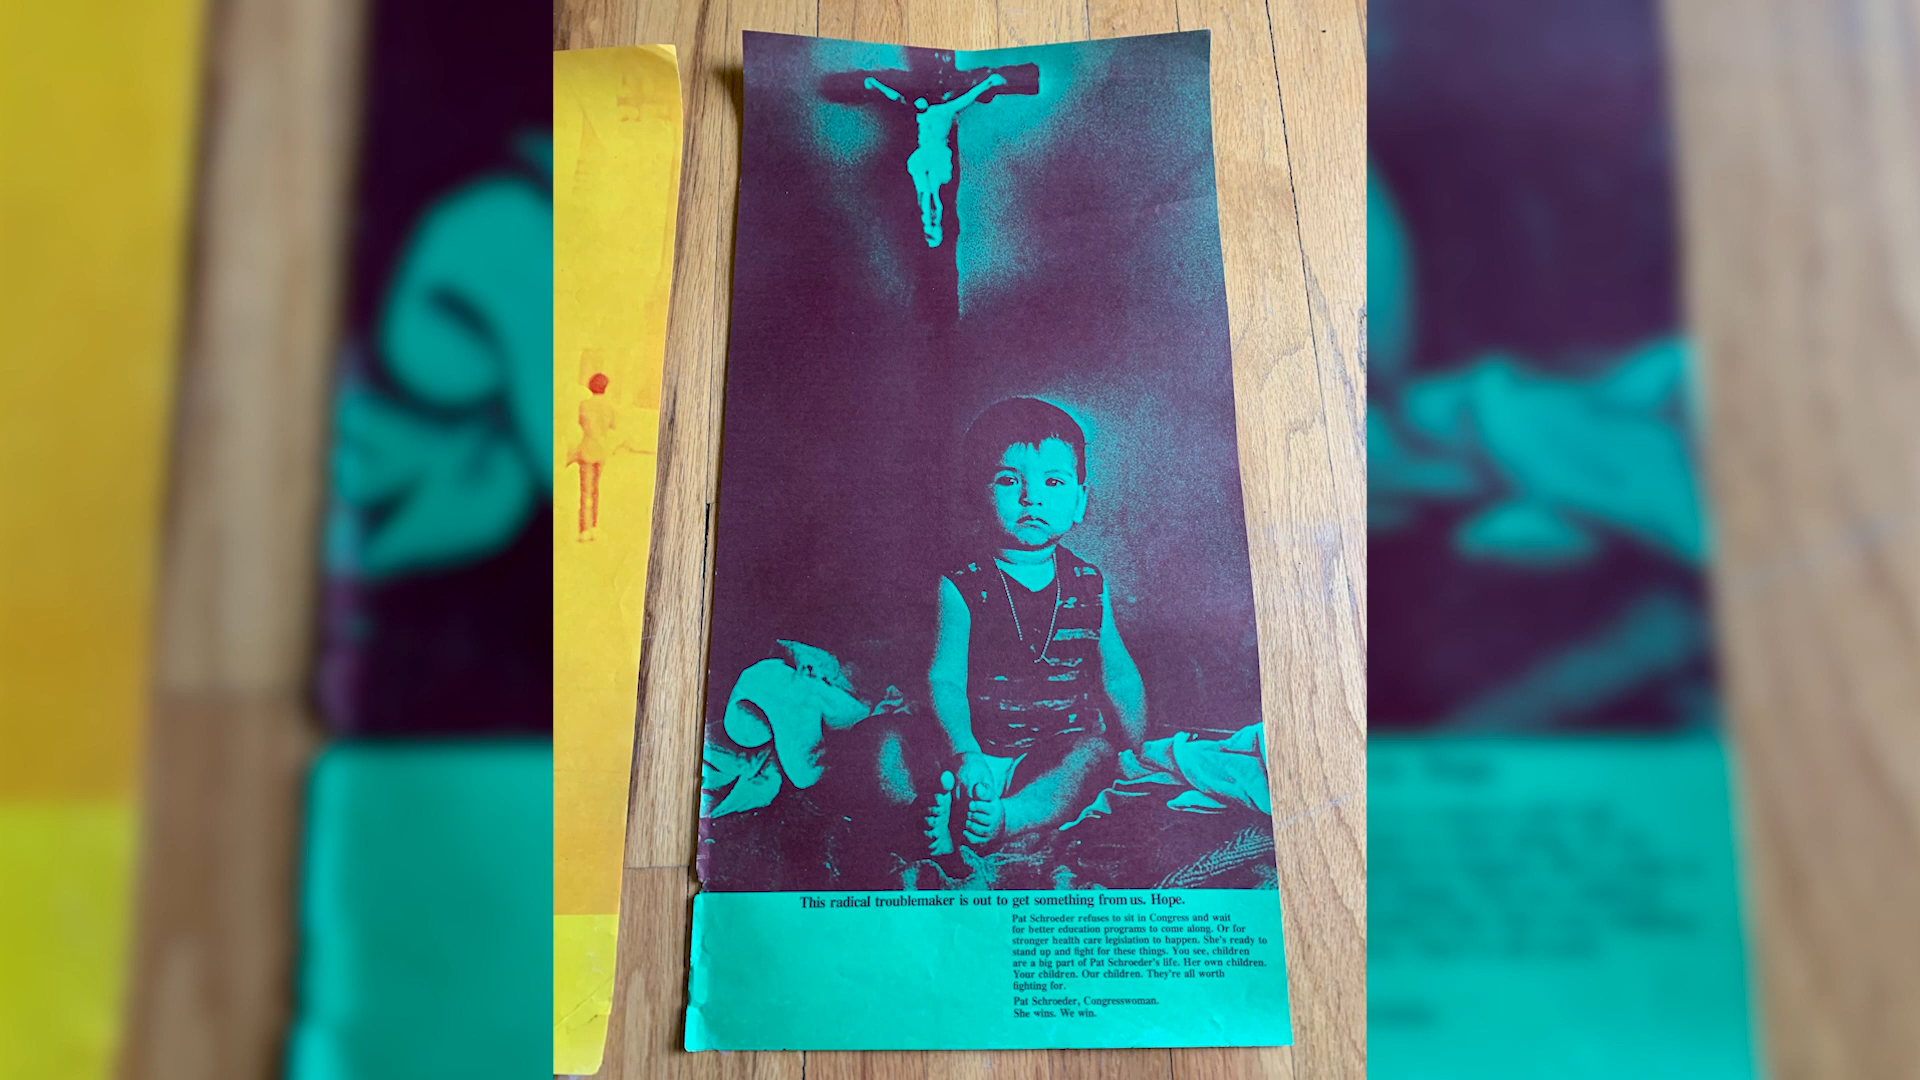 This radical troublemaker is out to get something from us. Hope.
Pat Schroeder refuses to sit in Congress and wait
for better education programs to come along. Or for
stronger health care legislation to happen. She's ready to
stand up and fight for these things. You see, children
are a big part of Pat Schroeder's life. Her own children.
Your children. Our children. They're all worth
fighting for.
Pat Schroeder, Congresswoman.
She wins. We win.